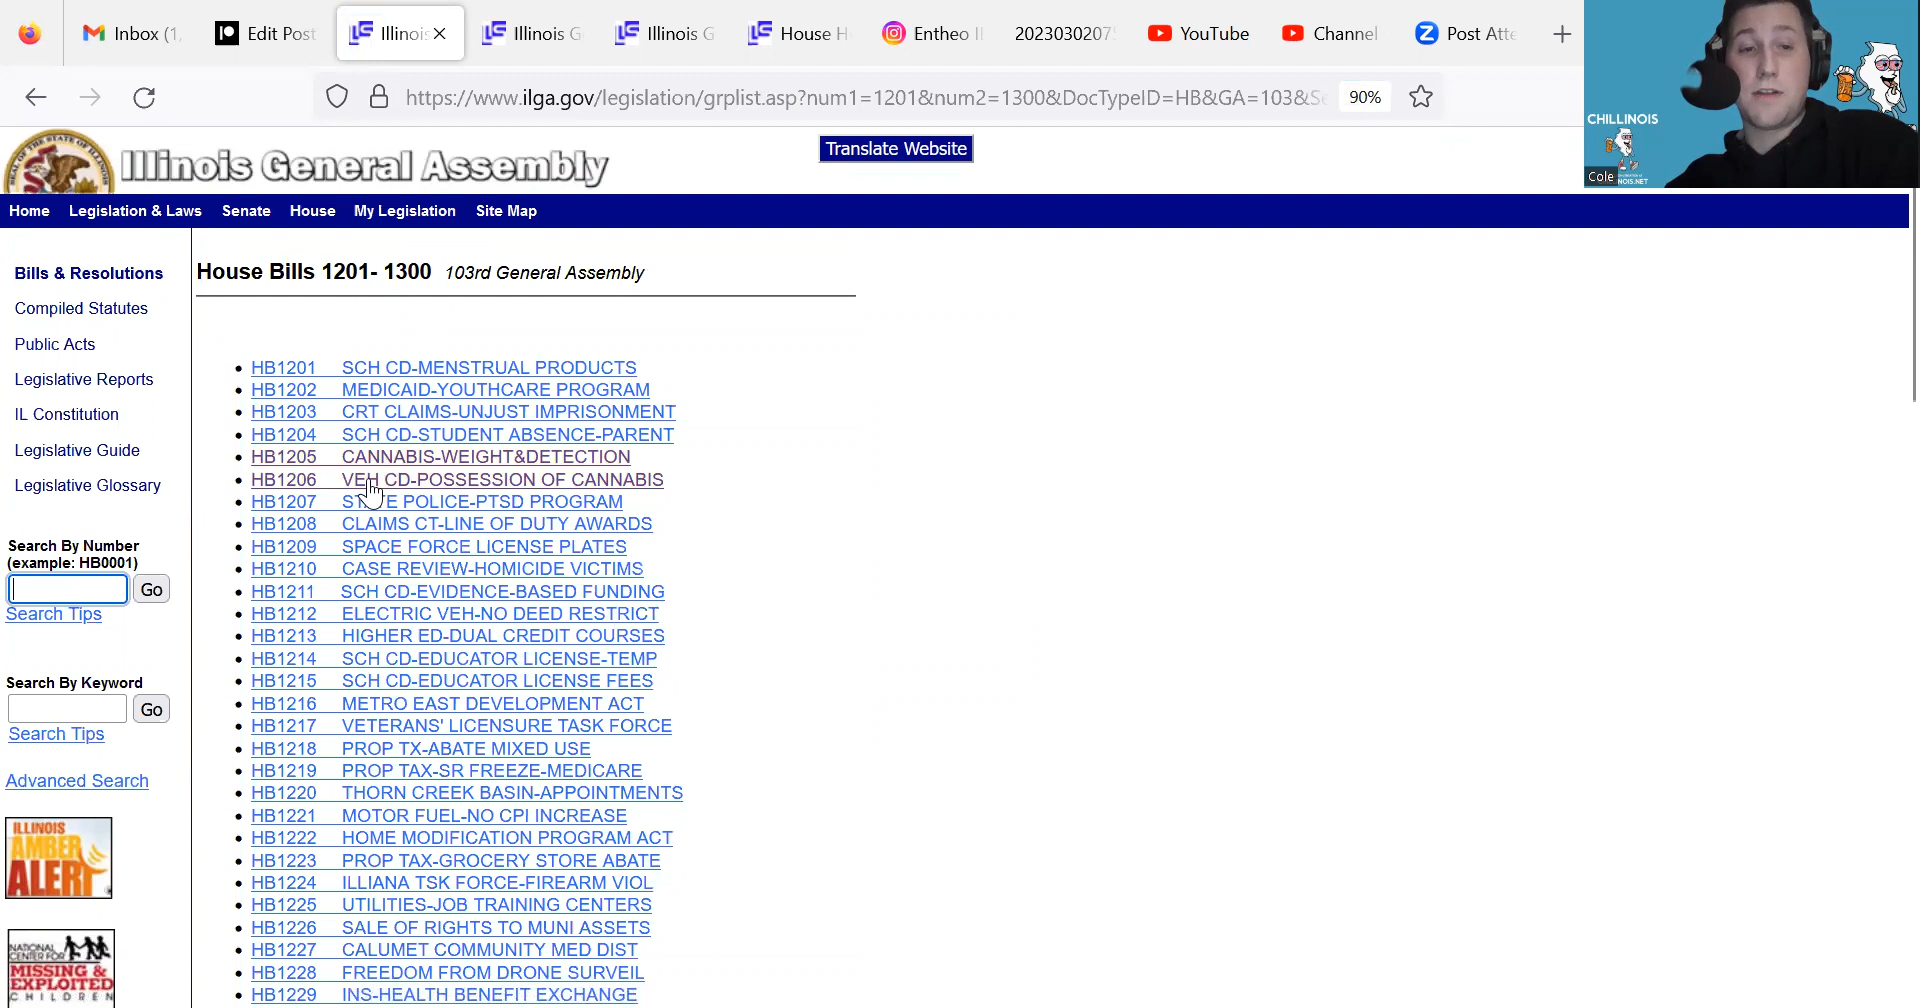 Inbox (1
Edit Post
Illinois
Illinois G
Illinois G
House H
Entheo Il
2023030207
YouTube
Channel
Post Atte
https://www.ilga.gov/legislation/grplist.asp?num1=1201&num2=1300&DocTypeID=HB&GA=103&Se
90%
CHILLINOIS
Cole
NOIS.NET
Illinois General Assembly
Translate Website
Home
Legislation & Laws
Senate
House
My Legislation
Site Map
Bills & Resolutions
Compiled Statutes
Public Acts
Legislative Reports
IL Constitution
Legislative Guide
Legislative Glossary
Search By Number
(example: HB0001)
Go
Search Tips
Search By Keyword
Go
Search Tips
Advanced Search
ILLINOIS
AMBER
ALERT
NATIONAL
CENTER FOR
MISSING &
EXPLOITED
CHILDREN
House Bills 1201- 1300 103rd General Assembly
HB1201 SCH CD-MENSTRUAL PRODUCTS
HB1202 MEDICAID-YOUTHCARE PROGRAM
HB1203 CRT CLAIMS-UNJUST IMPRISONMENT
HB1204 SCH CD-STUDENT ABSENCE-PARENT
HB1205 CANNABIS-WEIGHT&DETECTION
HB1206 VEH CD-POSSESSION OF CANNABIS
HB1207 STATE POLICE-PTSD PROGRAM
HB1208 CLAIMS CT-LINE OF DUTY AWARDS
HB1209 SPACE FORCE LICENSE PLATES
HB1210 CASE REVIEW-HOMICIDE VICTIMS
HB1211 SCH CD-EVIDENCE-BASED FUNDING
HB1212 ELECTRIC VEH-NO DEED RESTRICT
HB1213 HIGHER ED-DUAL CREDIT COURSES
HB1214 SCH CD-EDUCATOR LICENSE-TEMP
HB1215 SCH CD-EDUCATOR LICENSE FEES
HB1216 METRO EAST DEVELOPMENT ACT
HB1217 VETERANS' LICENSURE TASK FORCE
HB1218 PROP TX-ABATE MIXED USE
HB1219 PROP TAX-SR FREEZE-MEDICARE
HB1220 THORN CREEK BASIN-APPOINTMENTS
HB1221 MOTOR FUEL-NO CPI INCREASE
HB1222 HOME MODIFICATION PROGRAM ACT
HB1223 PROP TAX-GROCERY STORE ABATE
HB1224 ILLIANA TSK FORCE-FIREARM VIOL
HB1225 UTILITIES-JOB TRAINING CENTERS
HB1226 SALE OF RIGHTS TO MUNI ASSETS
HB1227 CALUMET COMMUNITY MED DIST
HB1228 FREEDOM FROM DRONE SURVEIL
HB1229 INS-HEALTH BENEFIT EXCHANGE